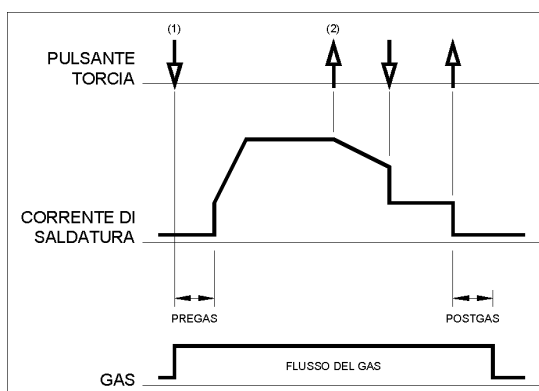 (1)
(2)
PULSANTE
TORCIA
CORRENTE DI
SALDATURA
PREGAS
POSTGAS
FLUSSO DEL GAS
GAS